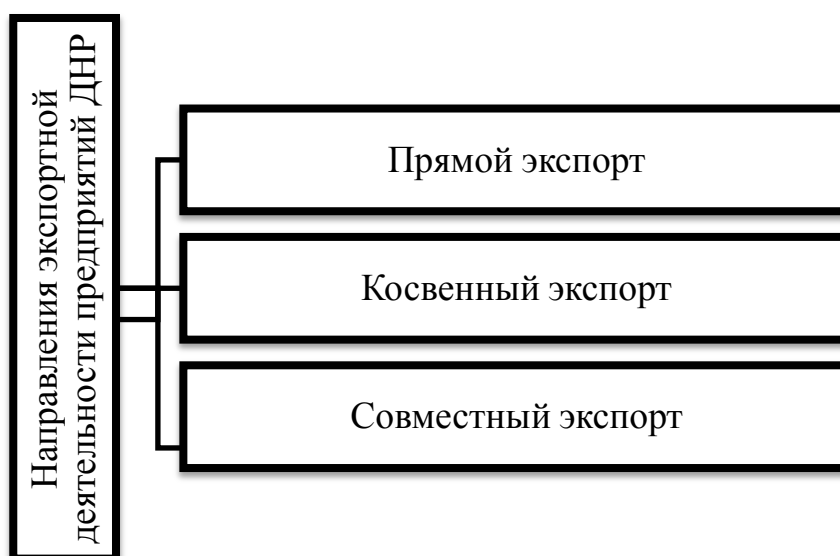 Направления экспортной
деятельности предприятий ДНР
Прямой экспорт
Косвенный экспорт
Совместный экспорт